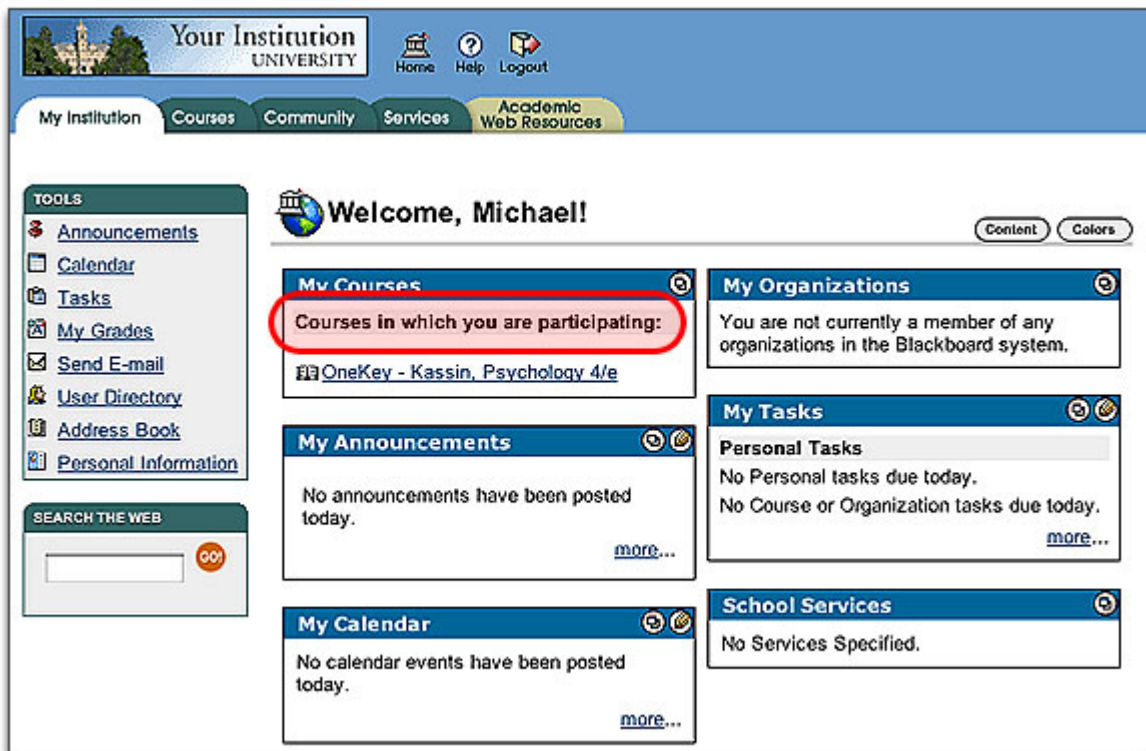 Your Institution
UNIVERSITY
Home Help Logout
My Institution Courses Community Services Academic
Web Resources
TOOLS
Announcements
Calendar
Tasks
My Grades
Send E-mail
User Directory
Address Book
Personal Information
SEARCH THE WEB
GO!
Welcome, Michael!
Content Colors
My Courses
Courses in which you are participating:
OneKey - Kassin, Psychology 4/e
My Announcements
No announcements have been posted
today.
more...
My Calendar
No calendar events have been posted
today.
more...
My Organizations
You are not currently a member of any
organizations in the Blackboard system.
My Tasks
Personal Tasks
No Personal tasks due today.
No Course or Organization tasks due today.
more...
School Services
No Services Specified.